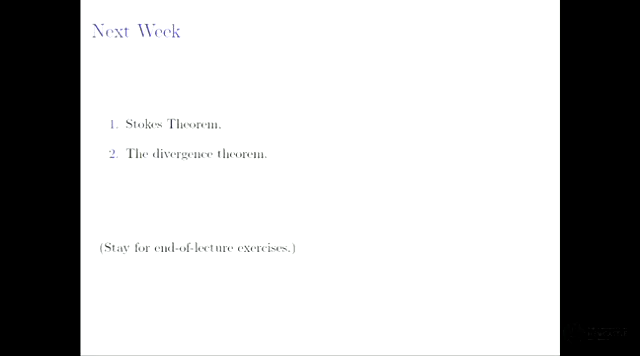 Next Week
1. Stokes Theorem.
2. The divergence theorem.
(Stay for end-of-lecture exercises.)